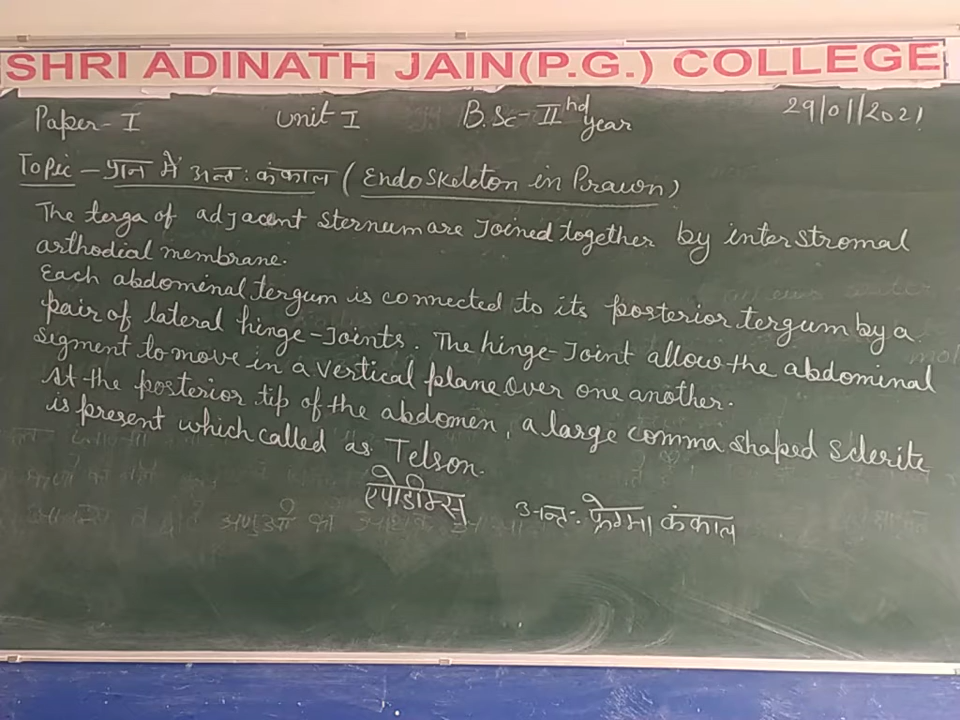 SHRI ADINATH JAIN(P.G.) COLLEGE
Paper-I Unit I B.Sc-II nd year 29/01/2021
Topic - प्रान में अन्त: कंकाल (Endoskeleton in Prawn)
The terga of adjacent sternum are Joined together by interstromal
arthodial membrane.
Each abdominal tergum is connected to its posterior tergum by a
pair of lateral hinge-Joints. The hinge-Joint allow the abdominal
segment to move in a vertical plane over one another.
At the posterior tip of the abdomen, a large comma shaped Sclerite
is present which called as Telson.
एपोडीम्स अन्त: फ्रेग्मा कंकाल